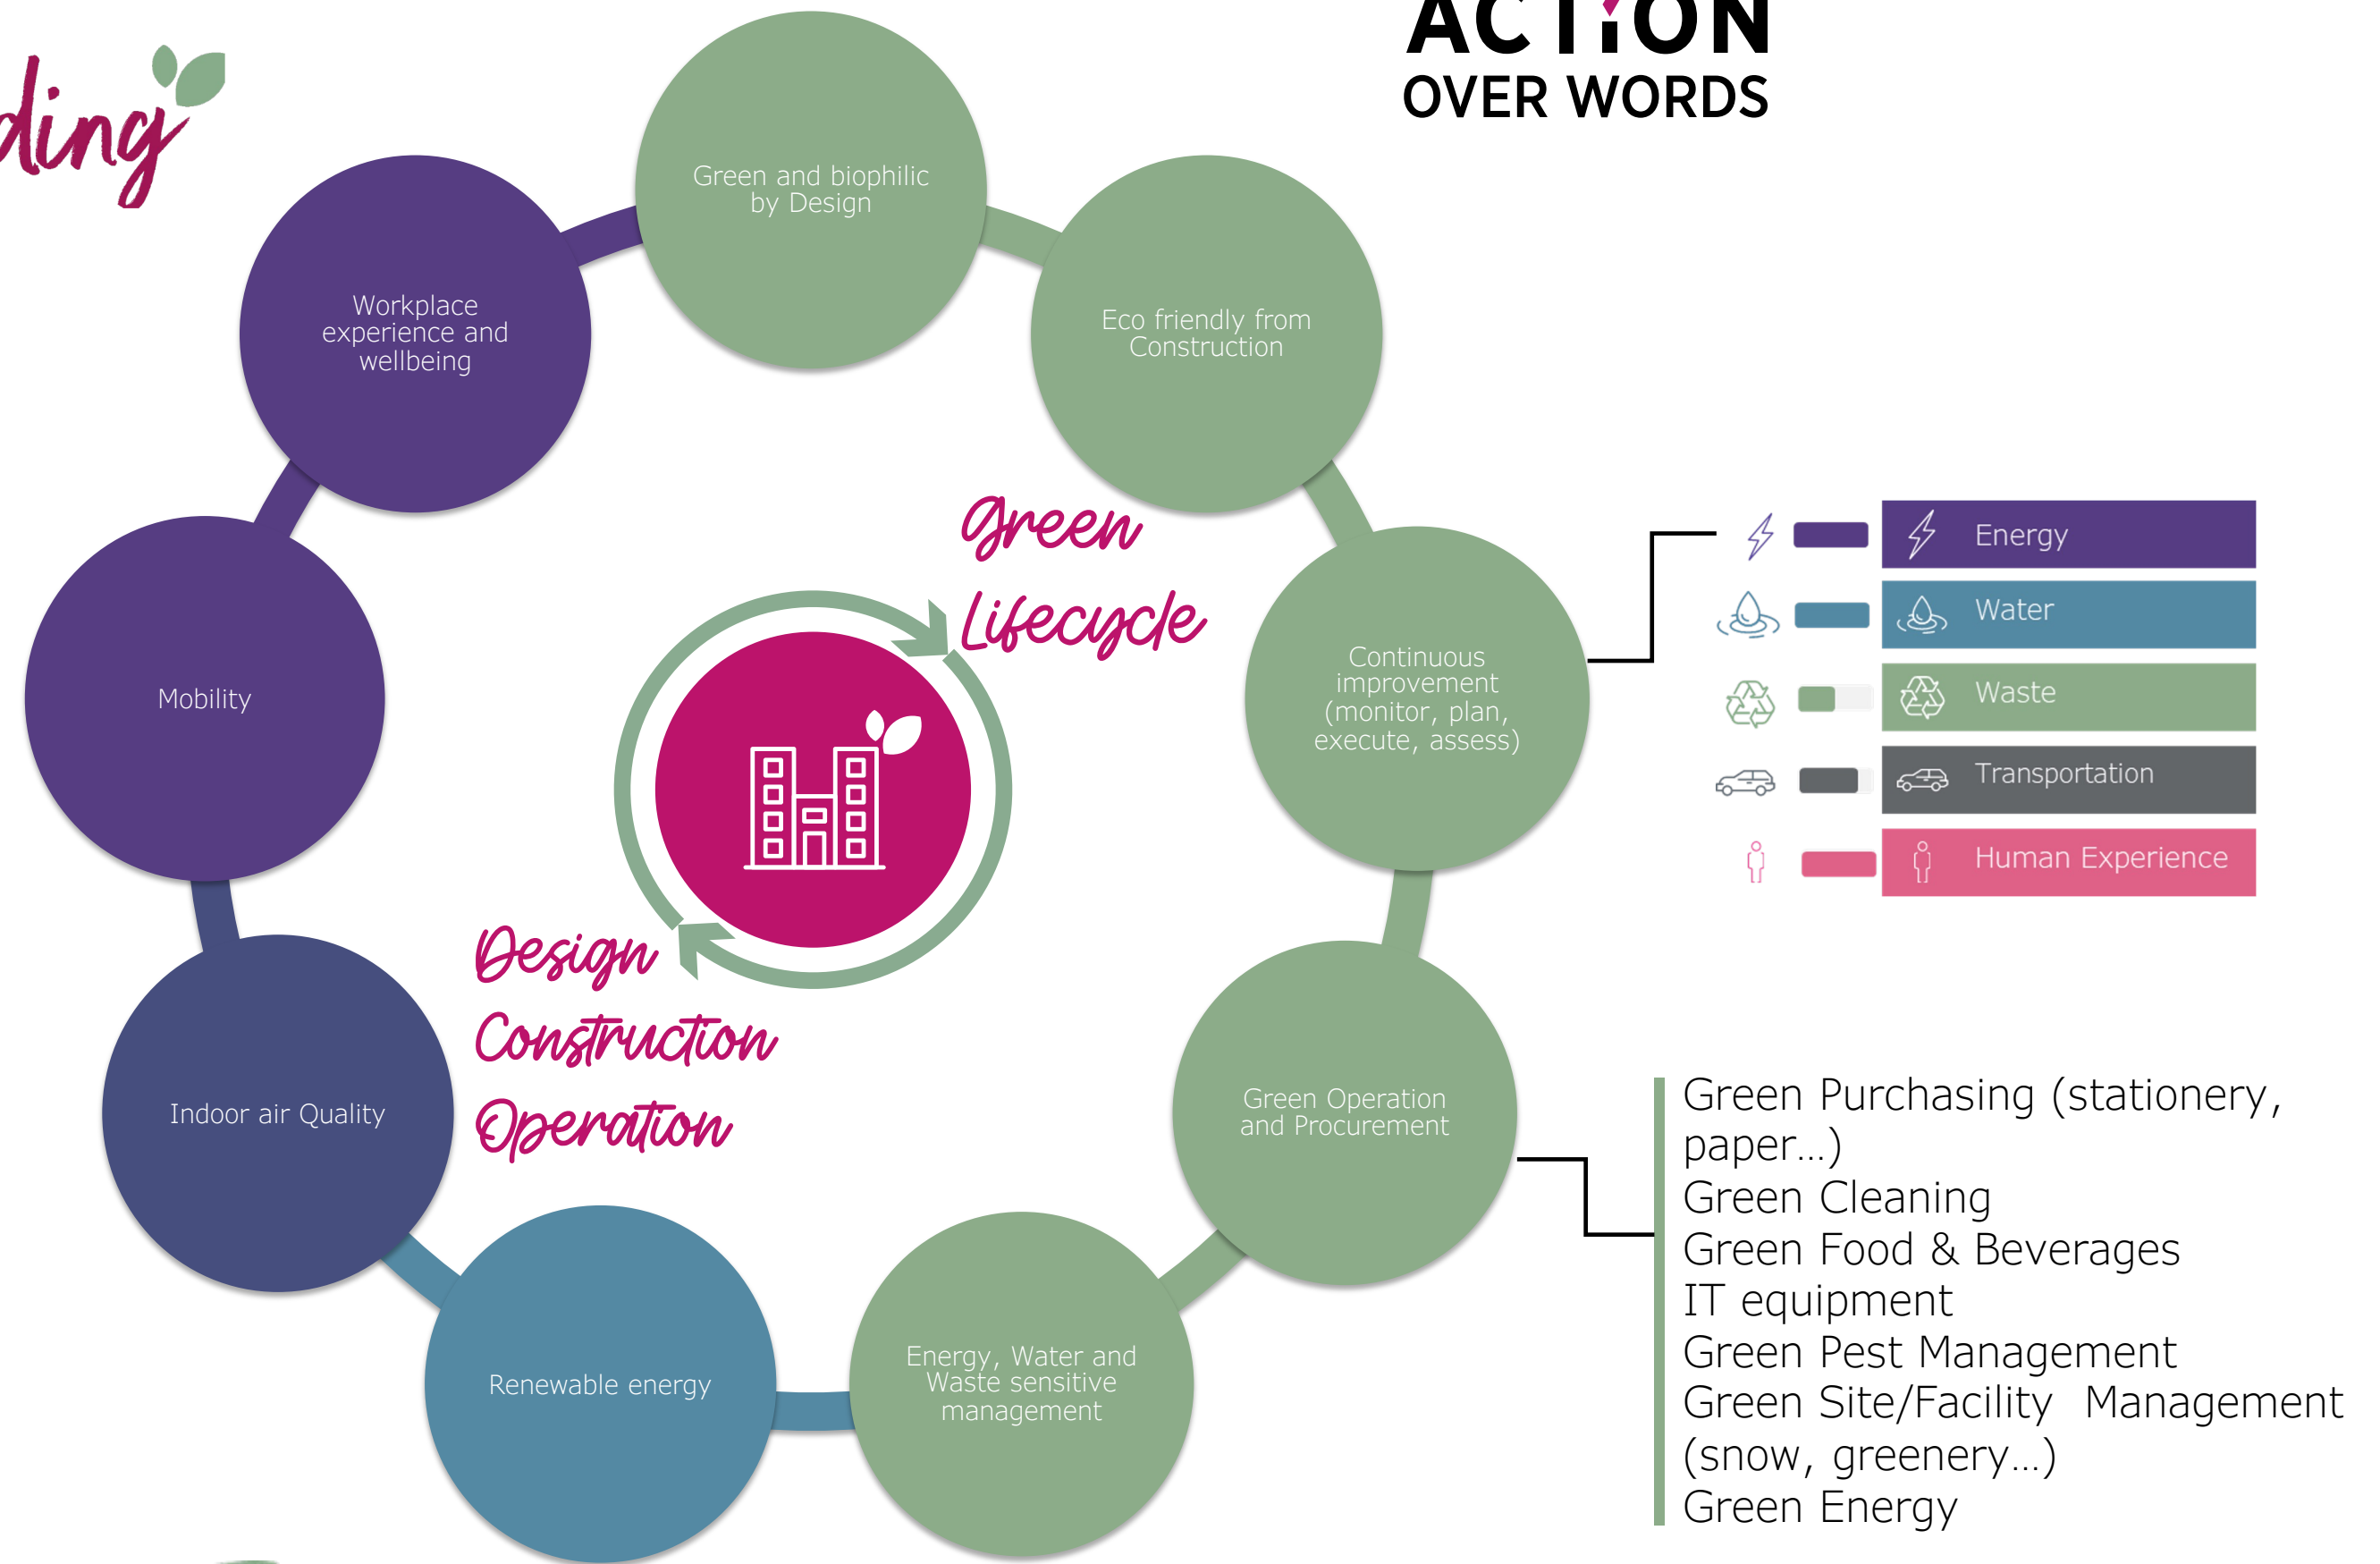 ACTiON
OVER WORDS
Green and biophilic
by Design
Eco friendly from
Construction
Continuous
improvement
(monitor, plan,
execute, assess)
Green Operation
and Procurement
Energy, Water and
Waste sensitive
management
Renewable energy
Indoor air Quality
Mobility
Workplace
experience and
wellbeing
Green
Lifecycle
Design
Construction
Operation
Energy
Water
Waste
Transportation
Human Experience
Green Purchasing (stationery,
paper...)
Green Cleaning
Green Food & Beverages
IT equipment
Green Pest Management
Green Site/Facility  Management
(snow, greenery...)
Green Energy